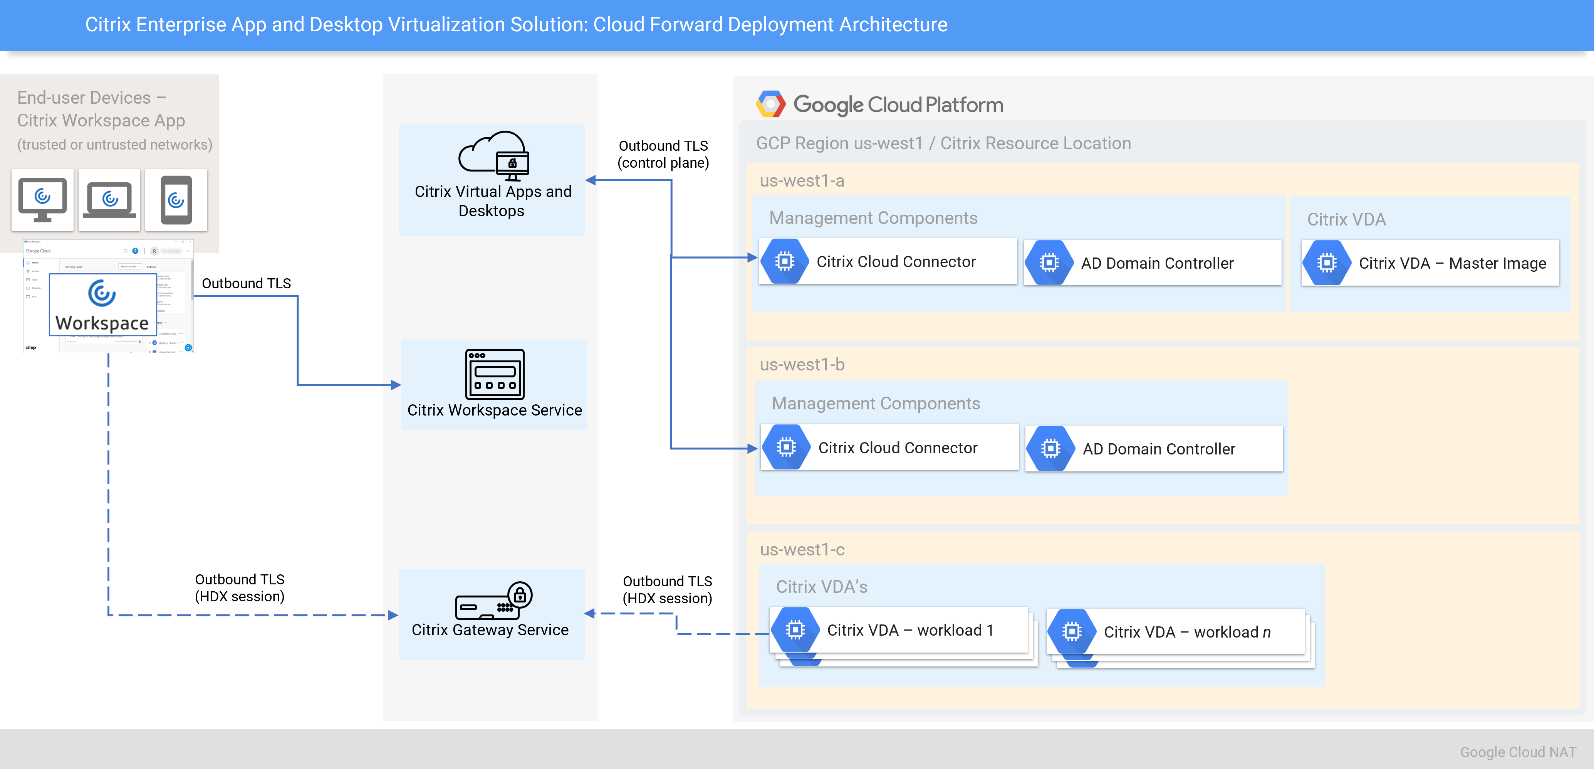 Citrix Enterprise App and Desktop Virtualization Solution: Cloud Forward Deployment Architecture
End-user Devices –
Citrix Workspace App
(trusted or untrusted networks)
Google Cloud
Workspace
citrix
Outbound TLS
Outbound TLS
(HDX session)
Citrix Virtual Apps and
Desktops
Citrix Workspace Service
Citrix Gateway Service
Outbound TLS
(control plane)
Outbound TLS
(HDX session)
Google Cloud Platform
GCP Region us-west1 / Citrix Resource Location
us-west1-a
Management Components
Citrix Cloud Connector
AD Domain Controller
Citrix VDA
Citrix VDA – Master Image
us-west1-b
Management Components
Citrix Cloud Connector
AD Domain Controller
us-west1-c
Citrix VDA's
Citrix VDA – workload 1
Citrix VDA – workload n
Google Cloud NAT